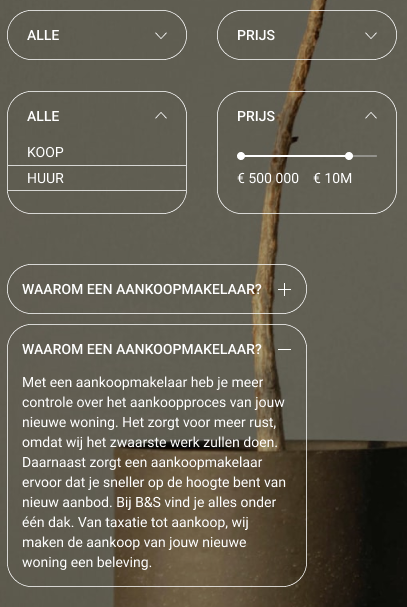 ALLE
PRIJS
ALLE
KOOP
HUUR
PRIJS
€ 500 000 € 10M
WAAROM EEN AANKOOPMAKELAAR?
WAAROM EEN AANKOOPMAKELAAR?
Met een aankoopmakelaar heb je meer
controle over het aankoopproces van jouw
nieuwe woning. Het zorgt voor meer rust,
omdat wij het zwaarste werk zullen doen.
Daarnaast zorgt een aankoopmakelaar
ervoor dat je sneller op de hoogte bent van
nieuw aanbod. Bij B&S vind je alles onder
één dak. Van taxatie tot aankoop, wij
maken de aankoop van jouw nieuwe
woning een beleving.